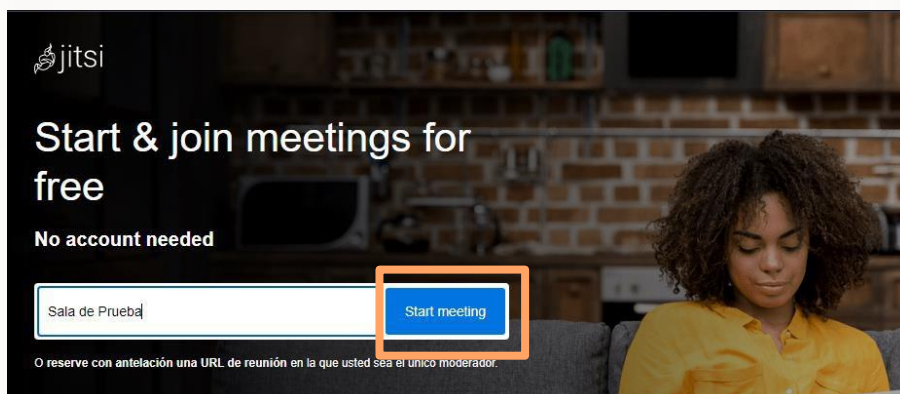 jitsi
Start & join meetings for
free
No account needed
Sala de Prueba
Start meeting
O reserve con antelación una URL de reunión en la que usted sea el único moderador.